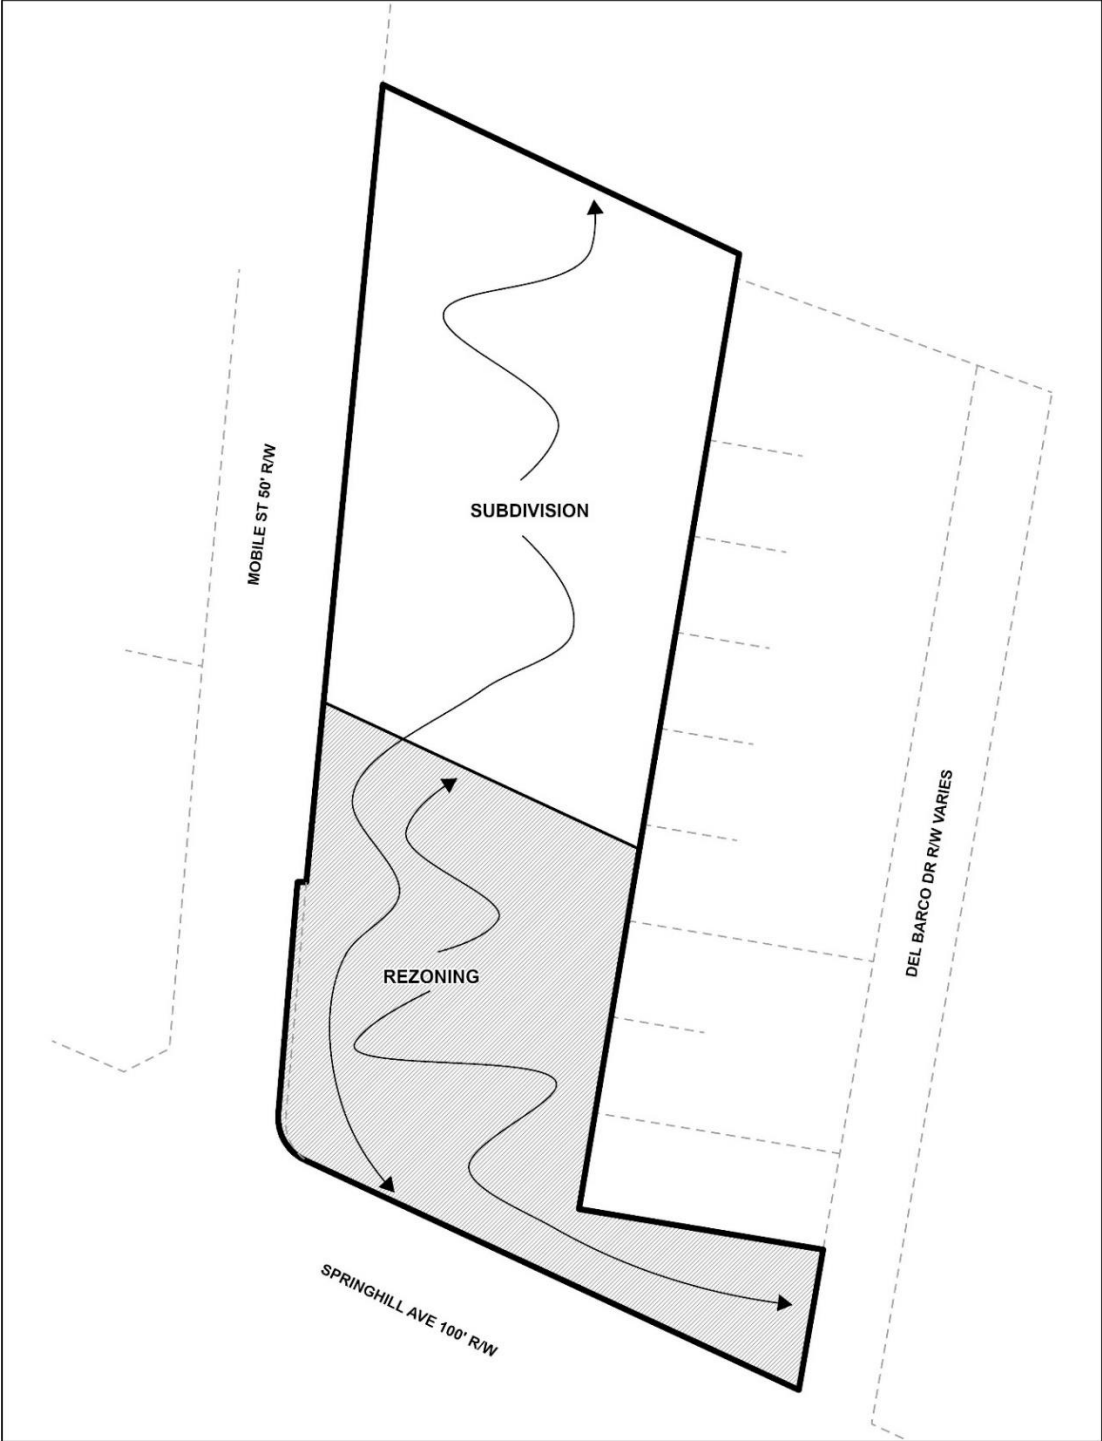 MOBILE ST 50' R/W
SUBDIVISION
DEL BARCO DR R/W VARIES
REZONING
SPRINGHILL AVE 100' R/W